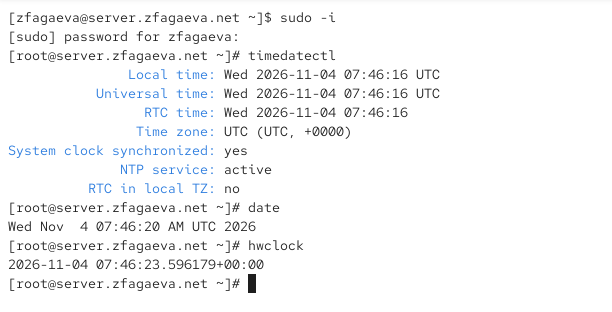 [zfagaeva@server.zfagaeva.net ~]$ sudo -i
[sudo] password for zfagaeva:
[root@server.zfagaeva.net ~]# timedatectl
               Local time: Wed 2026-11-04 07:46:16 UTC
           Universal time: Wed 2026-11-04 07:46:16 UTC
                 RTC time: Wed 2026-11-04 07:46:16
                Time zone: UTC (UTC, +0000)
System clock synchronized: yes
              NTP service: active
          RTC in local TZ: no
[root@server.zfagaeva.net ~]# date
Wed Nov  4 07:46:20 AM UTC 2026
[root@server.zfagaeva.net ~]# hwclock
2026-11-04 07:46:23.596179+00:00
[root@server.zfagaeva.net ~]#